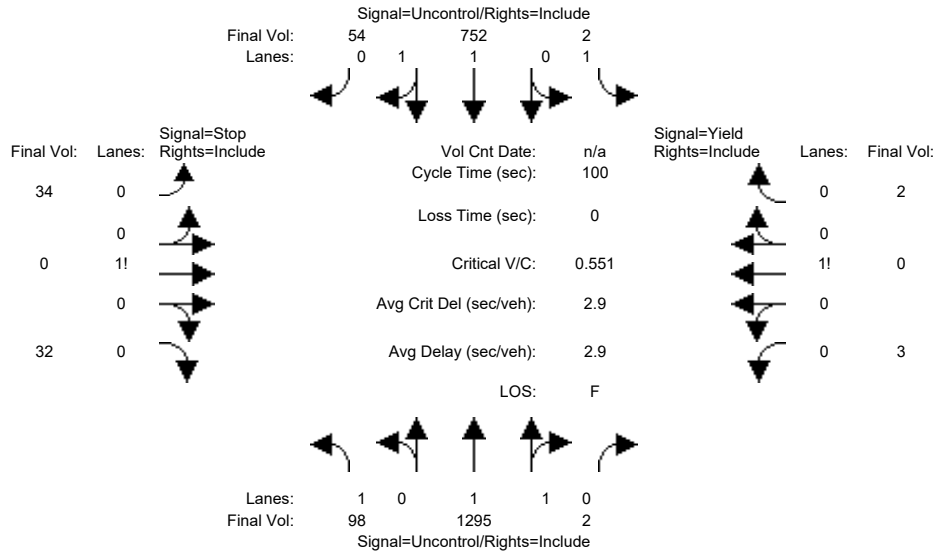 Signal=Uncontrol/Rights=Include
Final Vol: 54 752 2
Lanes: 0 1 1 0 1
Signal=Stop Signal=Yield
Final Vol: Lanes: Rights=Include Vol Cnt Date: n/a Rights=Include Lanes: Final Vol:
Cycle Time (sec): 100
34 0 0 2
Loss Time (sec): 0
0 0
0 1! Critical V/C: 0.551 1! 0
0 Avg Crit Del (sec/veh): 2.9 0
32 0 Avg Delay (sec/veh): 2.9 0 3
LOS: F
Lanes: 1 0 1 1 0
Final Vol: 98 1295 2
Signal=Uncontrol/Rights=Include